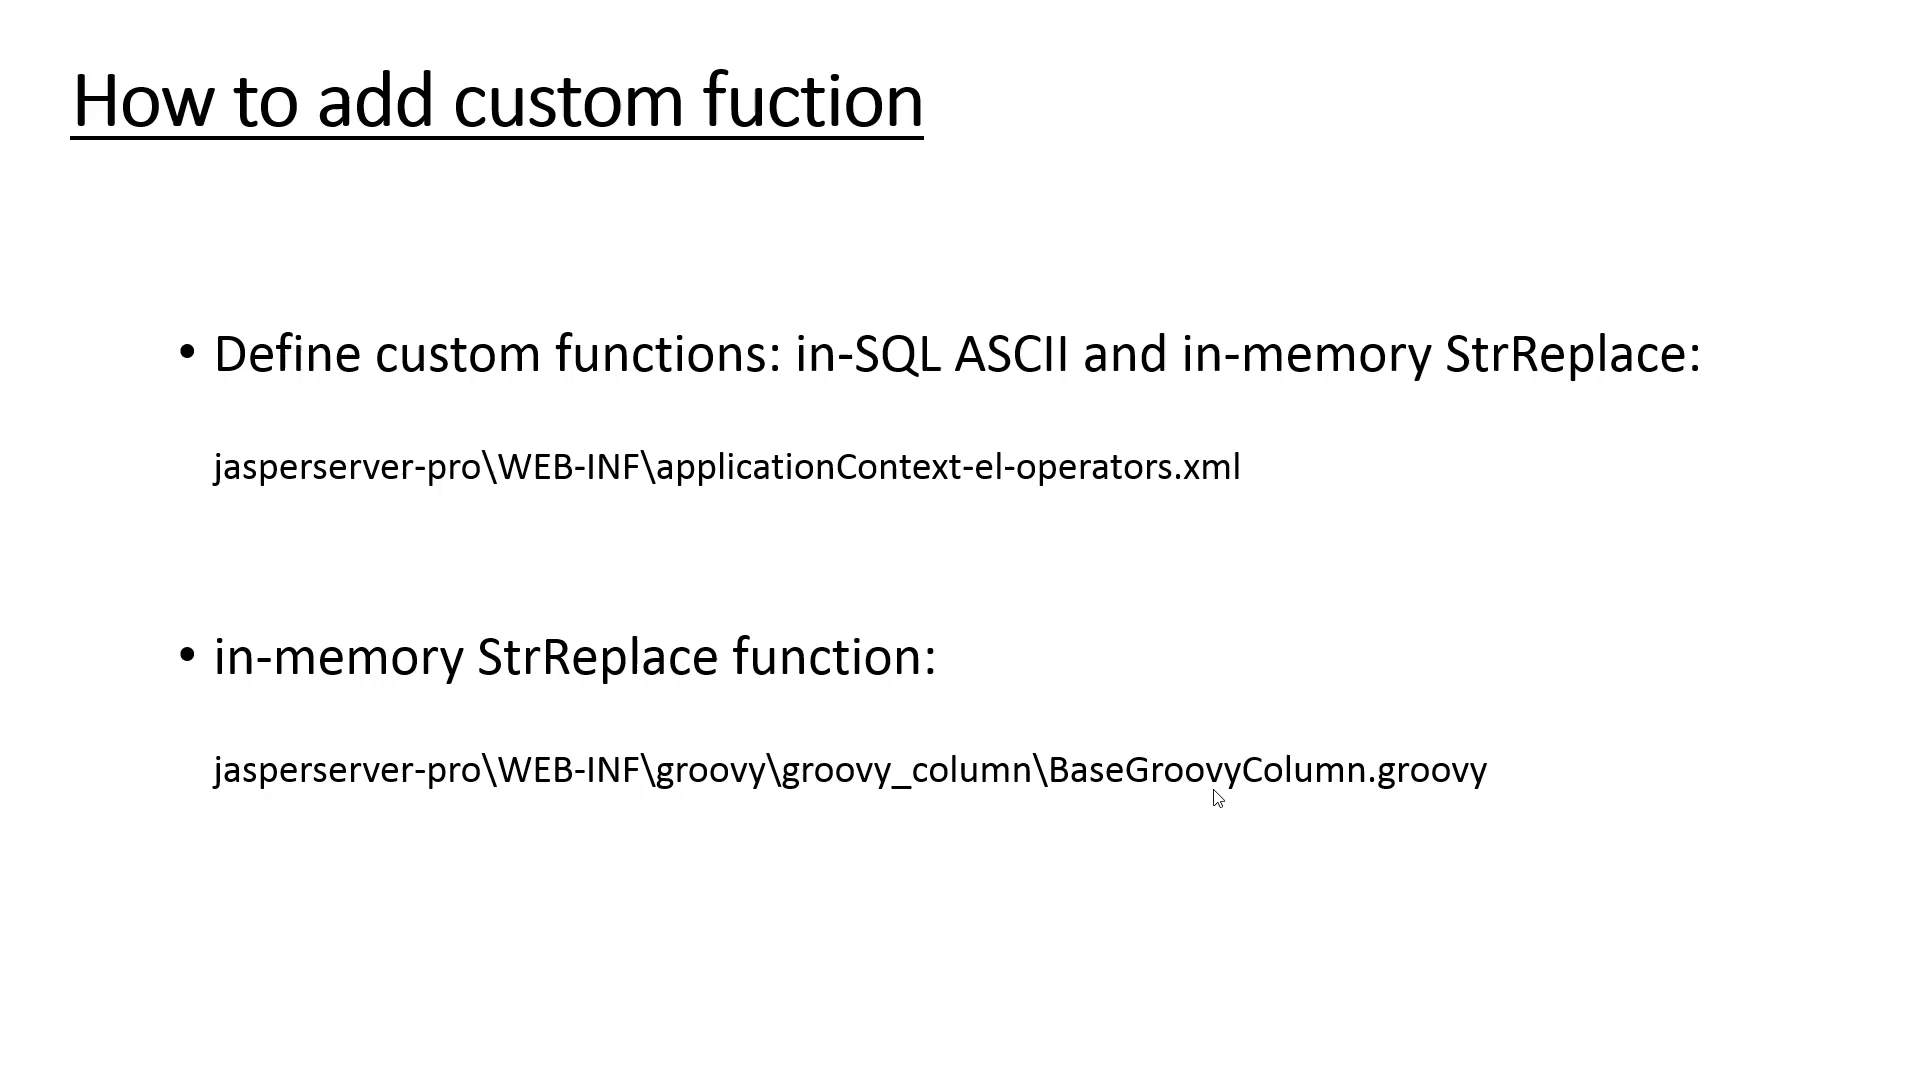 How to add custom fuction
• Define custom functions: in-SQL ASCII and in-memory StrReplace:
jasperserver-pro\WEB-INF\applicationContext-el-operators.xml
• in-memory StrReplace function:
jasperserver-pro\WEB-INF\groovy\groovy_column\BaseGroovyColumn.groovy